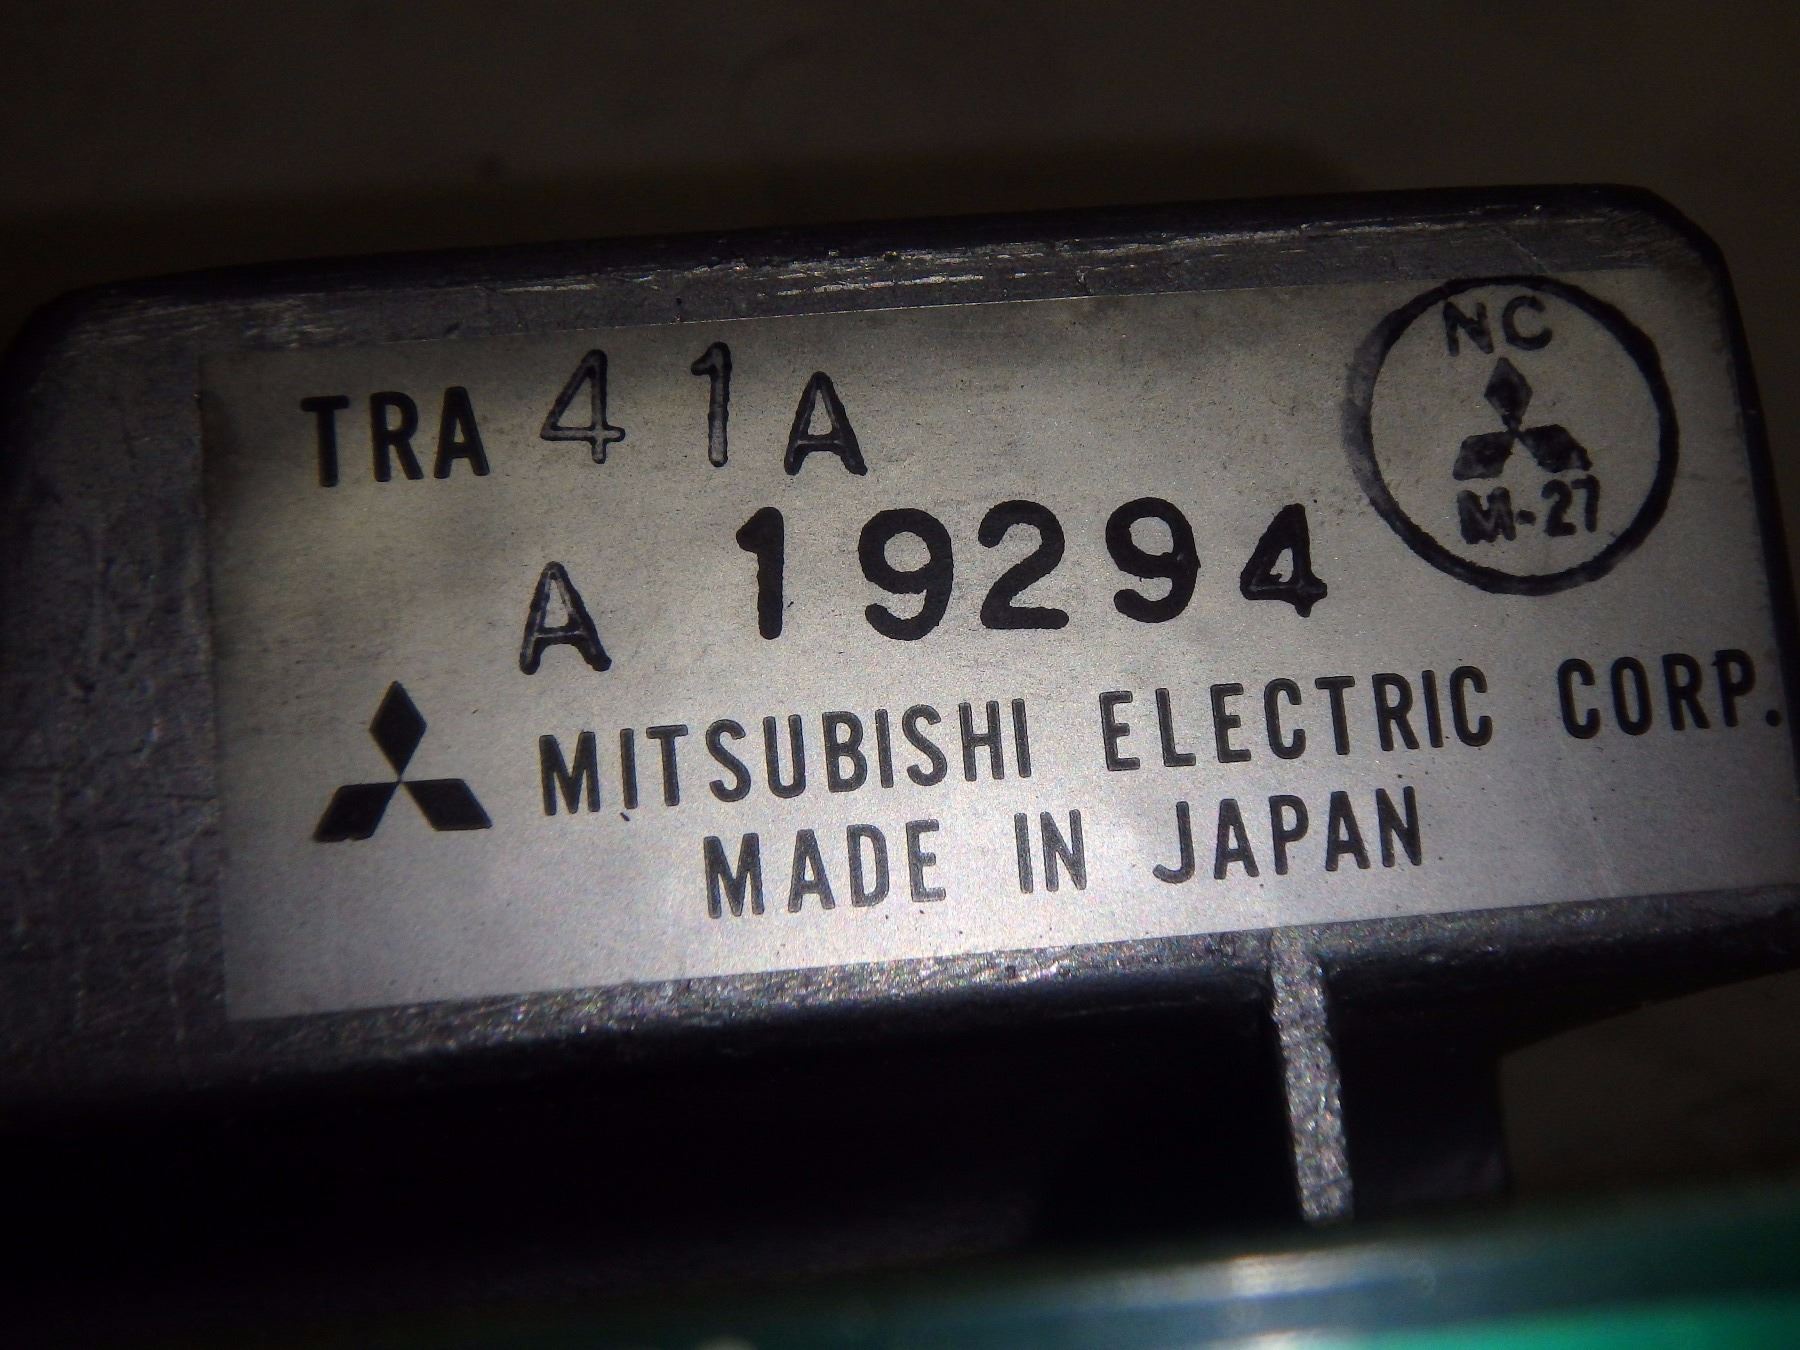 TRA 41A
NC
M-27
A 19294
MITSUBISHI ELECTRIC CORP.
MADE IN JAPAN